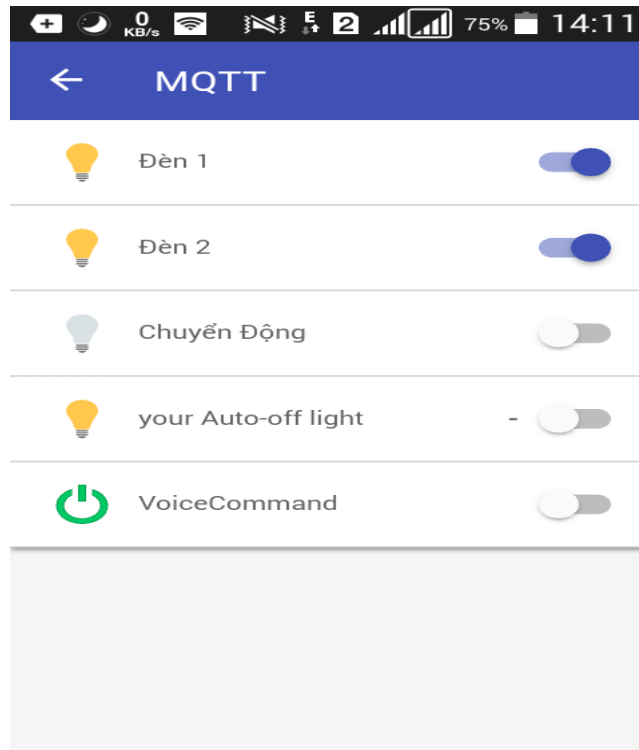 0 KB/s E 2 75% 14:11
MQTT
Đèn 1
Đèn 2
Chuyển Động
your Auto-off light -
VoiceCommand